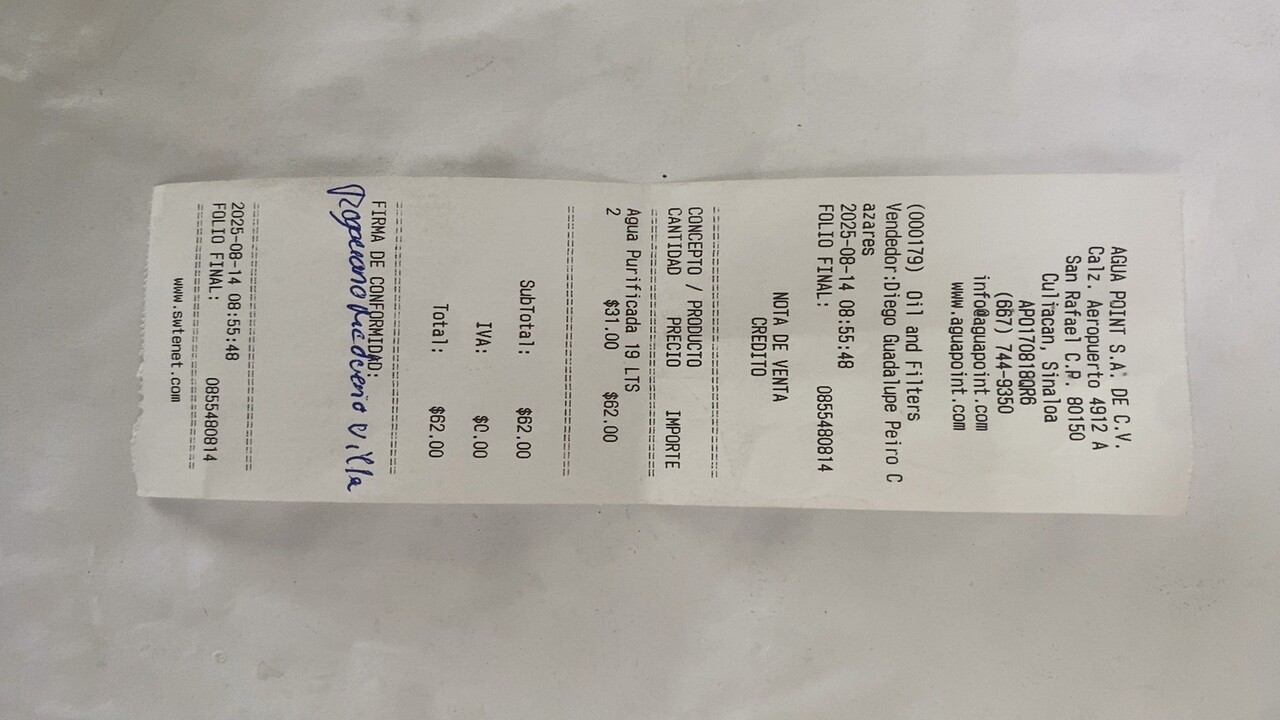 AGUA POINT S.A. DE C.V.
Calz. Aeropuerto 4912 A
San Rafael C.P. 80150
Culiacan, Sinaloa
APO170818QR6
(667) 744-9350
info@aguapoint.com
www.aguapoint.com
(000179) Oil and Filters
Vendedor:Diego Guadalupe Peiro C
azares
2025-08-14 08:55:48
FOLIO FINAL: 0855480814
NOTA DE VENTA
CREDITO
CONCEPTO / PRODUCTO
CANTIDAD PRECIO IMPORTE
Agua Purificada 19 LTS
2 $31.00 $62.00
SubTotal: $62.00
IVA: $0.00
Total: $62.00
FIRMA DE CONFORMIDAD:
villa
2025-08-14 08:55:48
FOLIO FINAL: 0855480814
www.swtenet.com